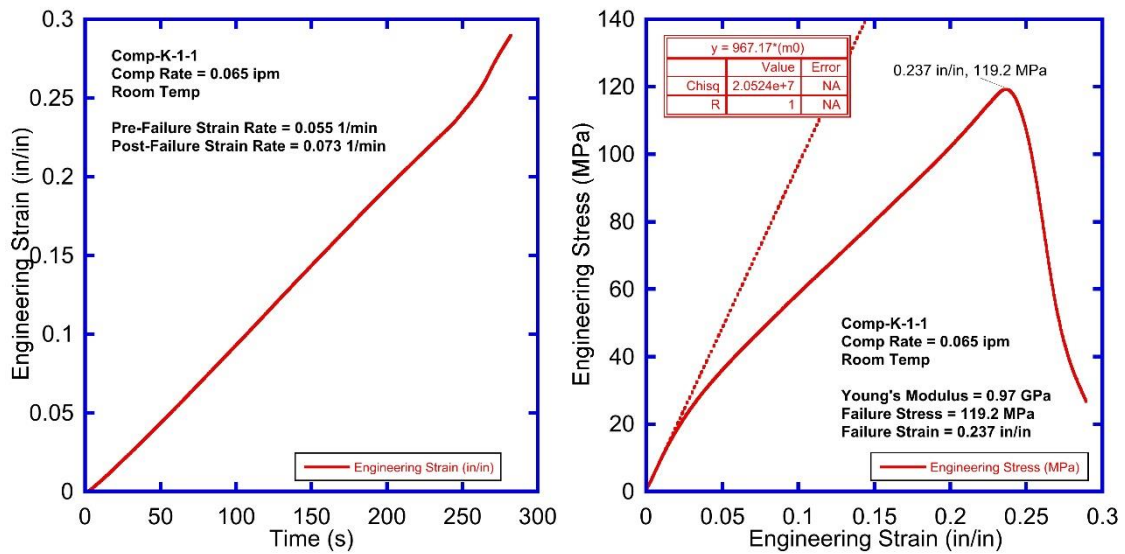 0.3
0.25
0.2
0.15
0.1
0.05
0
Engineering Strain (in/in)
Comp-K-1-1
Comp Rate = 0.065 ipm
Room Temp
Pre-Failure Strain Rate = 0.055 1/min
Post-Failure Strain Rate = 0.073 1/min
Engineering Strain (in/in)
0 50 100 150 200 250 300
Time (s)
140
120
100
80
60
40
20
0
Engineering Stress (MPa)
y = 967.17*(m0)
Value Error
Chisq 2.0524e+7 NA
R 1 NA
0.237 in/in, 119.2 MPa
Comp-K-1-1
Comp Rate = 0.065 ipm
Room Temp
Young's Modulus = 0.97 GPa
Failure Stress = 119.2 MPa
Failure Strain = 0.237 in/in
Engineering Stress (MPa)
0 0.05 0.1 0.15 0.2 0.25 0.3
Engineering Strain (in/in)